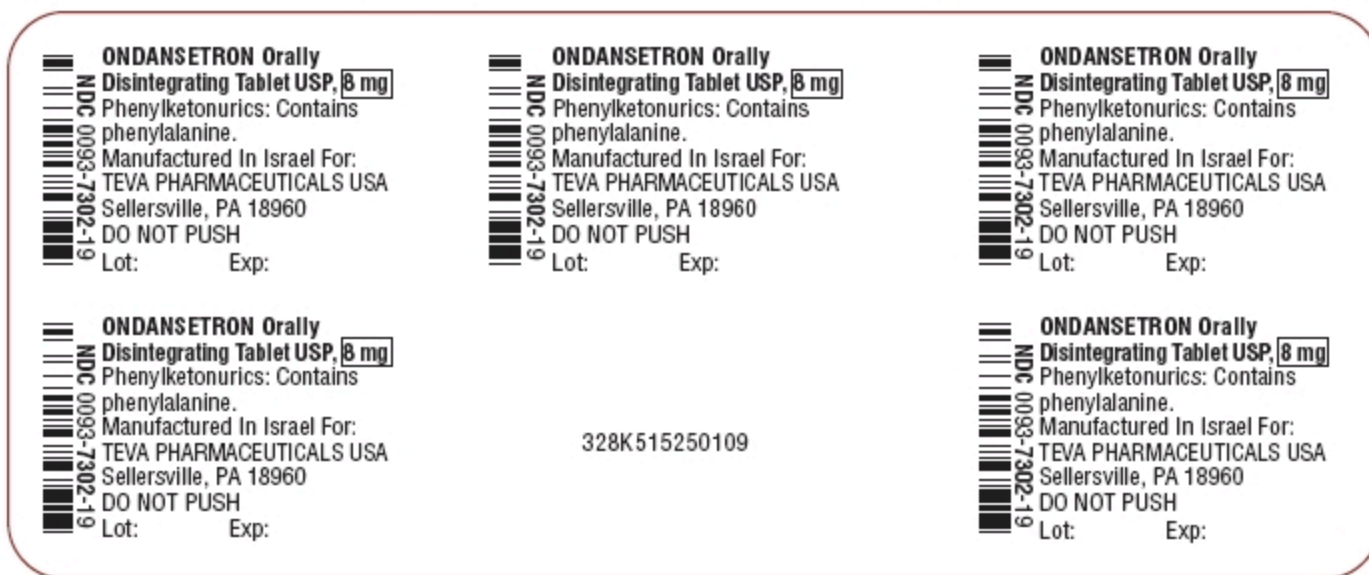 ONDANSETRON Orally
Disintegrating Tablet USP, 8 mg
Phenylketonurics: Contains
phenylalanine.
Manufactured In Israel For:
TEVA PHARMACEUTICALS USA
Sellersville, PA 18960
DO NOT PUSH
Lot: Exp:
NDC 0093-7302-19
ONDANSETRON Orally
Disintegrating Tablet USP, 8 mg
Phenylketonurics: Contains
phenylalanine.
Manufactured In Israel For:
TEVA PHARMACEUTICALS USA
Sellersville, PA 18960
DO NOT PUSH
Lot: Exp:
NDC 0093-7302-19
ONDANSETRON Orally
Disintegrating Tablet USP, 8 mg
Phenylketonurics: Contains
phenylalanine.
Manufactured In Israel For:
TEVA PHARMACEUTICALS USA
Sellersville, PA 18960
DO NOT PUSH
Lot: Exp:
NDC 0093-7302-19
ONDANSETRON Orally
Disintegrating Tablet USP, 8 mg
Phenylketonurics: Contains
phenylalanine.
Manufactured In Israel For:
TEVA PHARMACEUTICALS USA
Sellersville, PA 18960
DO NOT PUSH
Lot: Exp:
NDC 0093-7302-19
328K515250109
ONDANSETRON Orally
Disintegrating Tablet USP, 8 mg
Phenylketonurics: Contains
phenylalanine.
Manufactured In Israel For:
TEVA PHARMACEUTICALS USA
Sellersville, PA 18960
DO NOT PUSH
Lot: Exp:
NDC 0093-7302-19